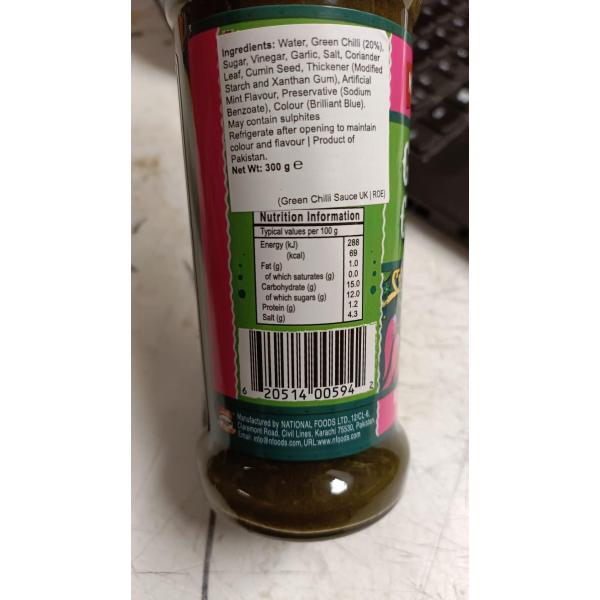 Ingredients: Water, Green Chilli (20%),
Sugar, Vinegar, Garlic, Salt, Coriander
Leaf, Cumin Seed, Thickener (Modified
Starch and Xanthan Gum), Artificial
Mint Flavour, Preservative (Sodium
Benzoate), Colour (Brilliant Blue).
May contain sulphites
Refrigerate after opening to maintain
colour and flavour | Product of
Pakistan.
Net Wt: 300 g ℮
(Green Chilli Sauce UK | ROE)
Nutrition Information
Typical values per 100 g
Energy (kJ) 288
(kcal) 69
Fat (g) 1.0
of which saturates (g) 0.0
Carbohydrate (g) 15.0
of which sugars (g) 12.0
Protein (g) 1.2
Salt (g) 4.3
6 20514 00594 2
Manufactured by NATIONAL FOODS LTD., 12/CL-6,
Claremont Road, Civil Lines, Karachi 75530, Pakistan.
Email: info@nfoods.com, URL:www.nfoods.com